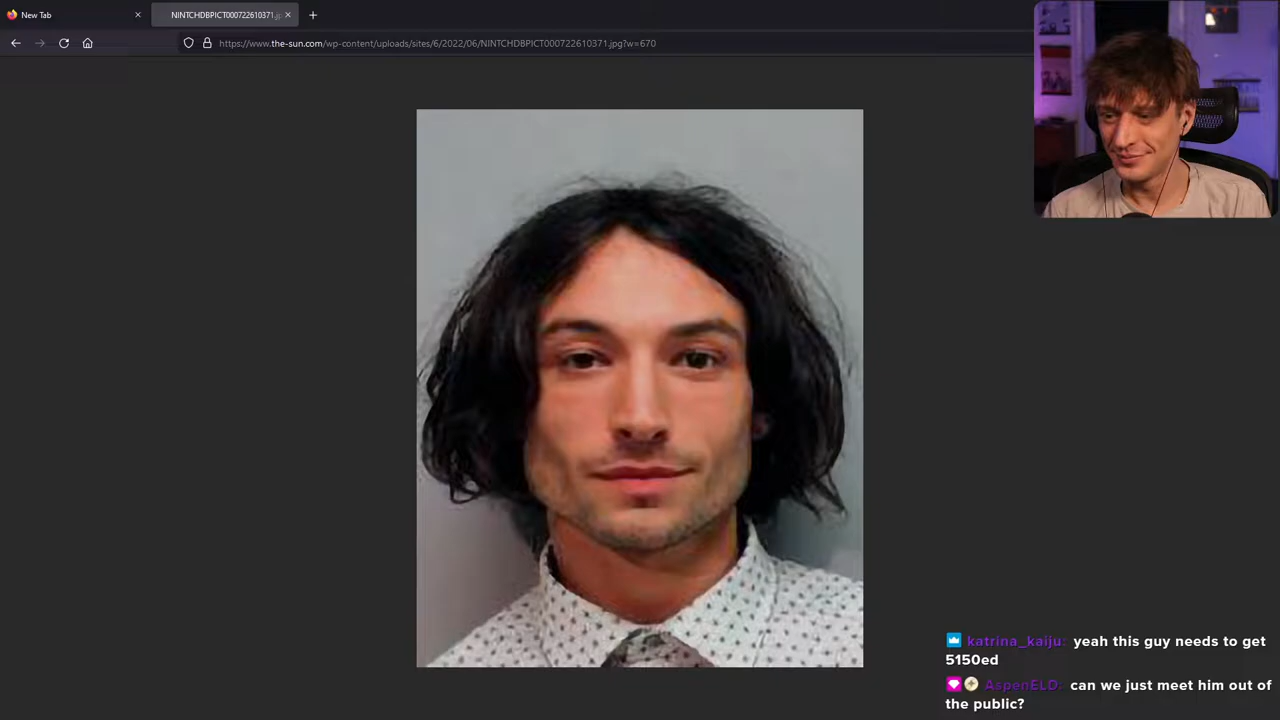 New Tab
NINTCHDBPICT000722610371.jp
https://www.the-sun.com/wp-content/uploads/sites/6/2022/06/NINTCHDBPICT000722610371.jpg?w=670
katrina_kaiju: yeah this guy needs to get
5150ed
AspenELD: can we just meet him out of
the public?